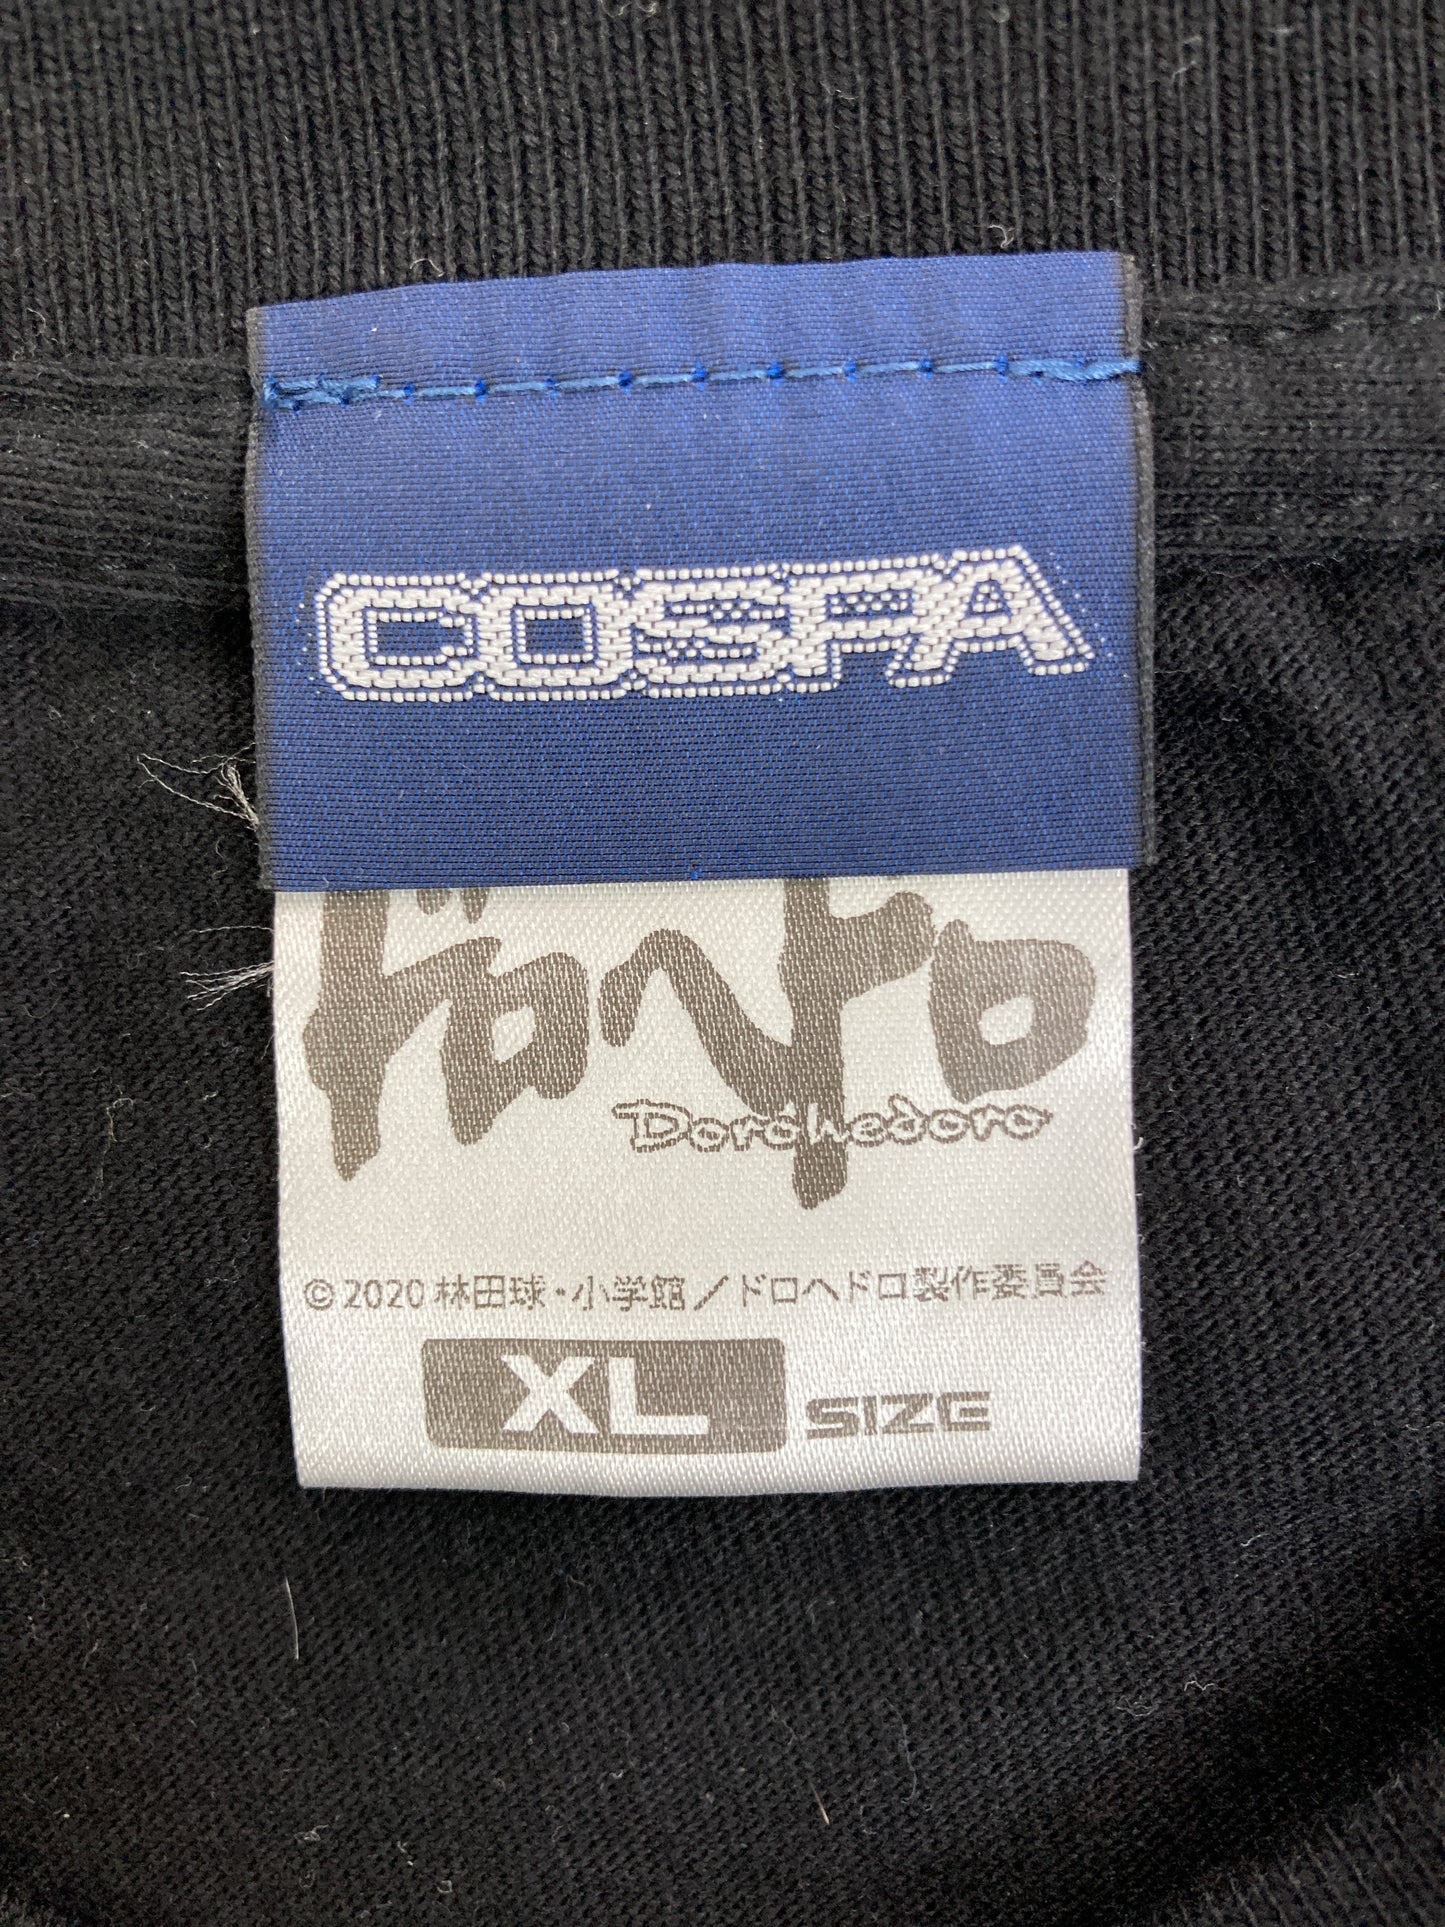 COSPA
ドロヘドロ
Dorohedoro
© 2020 林田球・小学館／ドロヘドロ製作委員会
XL SIZE